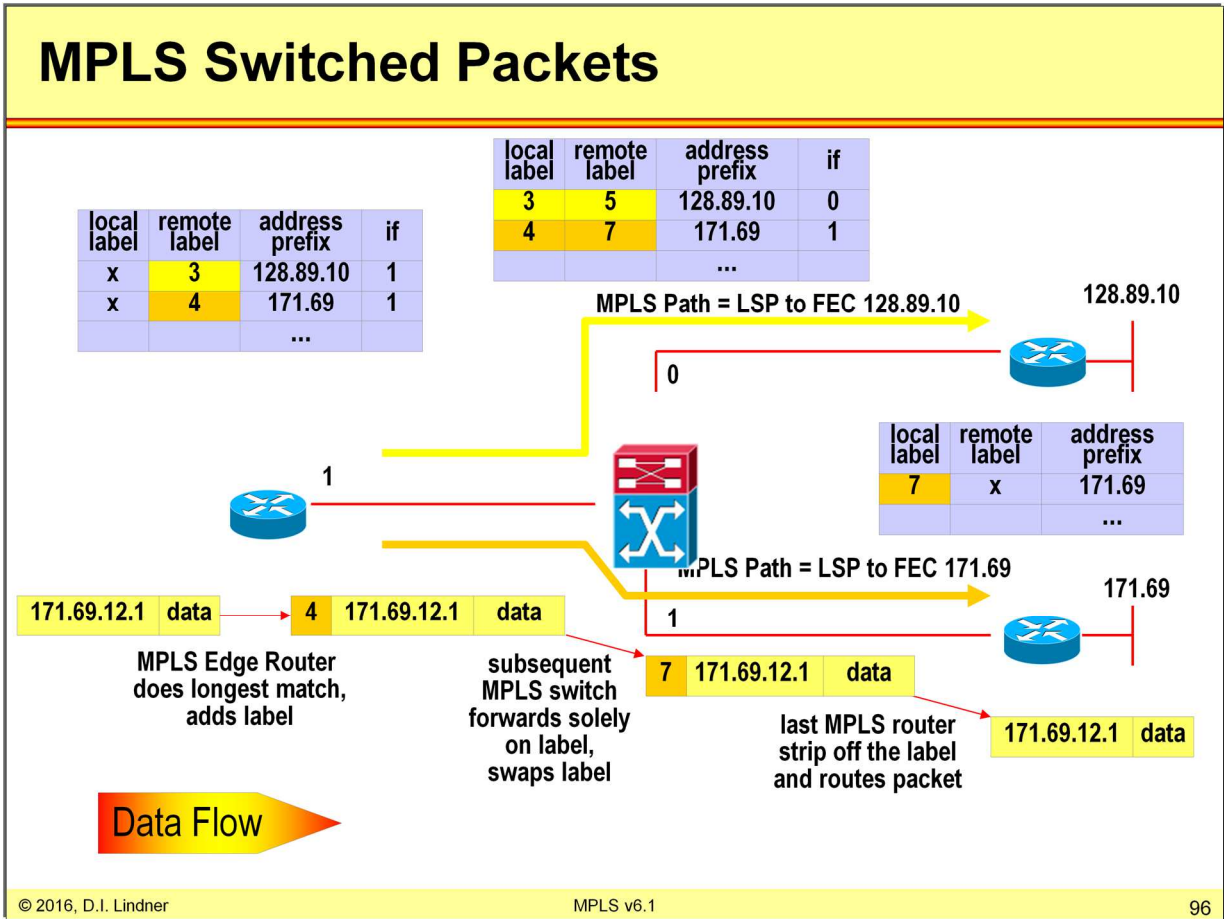 MPLS Switched Packets
local label remote label address prefix if
3 5 128.89.10 0
4 7 171.69 1
...
local label remote label address prefix if
x 3 128.89.10 1
x 4 171.69 1
...
MPLS Path = LSP to FEC 128.89.10
128.89.10
0
local label remote label address prefix
7 x 171.69
...
1
MPLS Path = LSP to FEC 171.69
171.69
1
171.69.12.1 data
4 171.69.12.1 data
MPLS Edge Router
does longest match,
adds label
subsequent
MPLS switch
forwards solely
on label,
swaps label
7 171.69.12.1 data
last MPLS router
strip off the label
and routes packet
171.69.12.1 data
Data Flow
© 2016, D.I. Lindner
MPLS v6.1
96